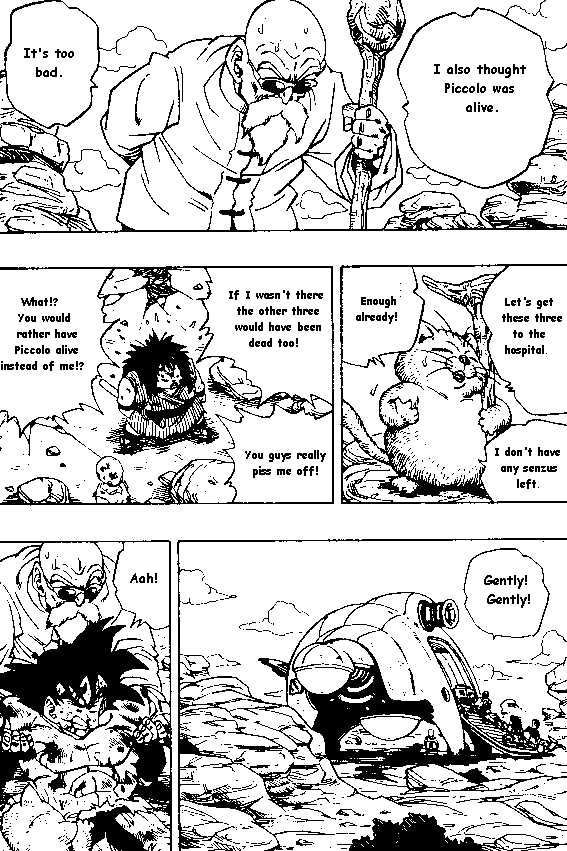 It's too
bad.
I also thought
Piccolo was
alive.
What!?
You would
rather have
Piccolo alive
instead of me!?
If I wasn't there
the other three
would have been
dead too!
You guys really
piss me off!
Enough
already!
Let's get
these three
to the
hospital.
I don't have
any senzus
left.
Aah!
Gently!
Gently!